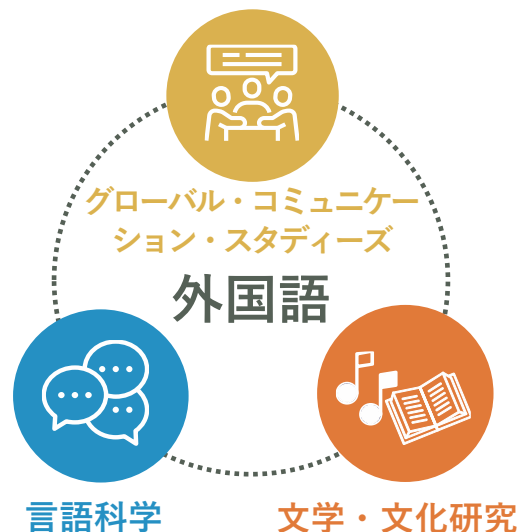 グローバル・コミュニケー
ション・スタディーズ
外国語
言語科学
文学・文化研究